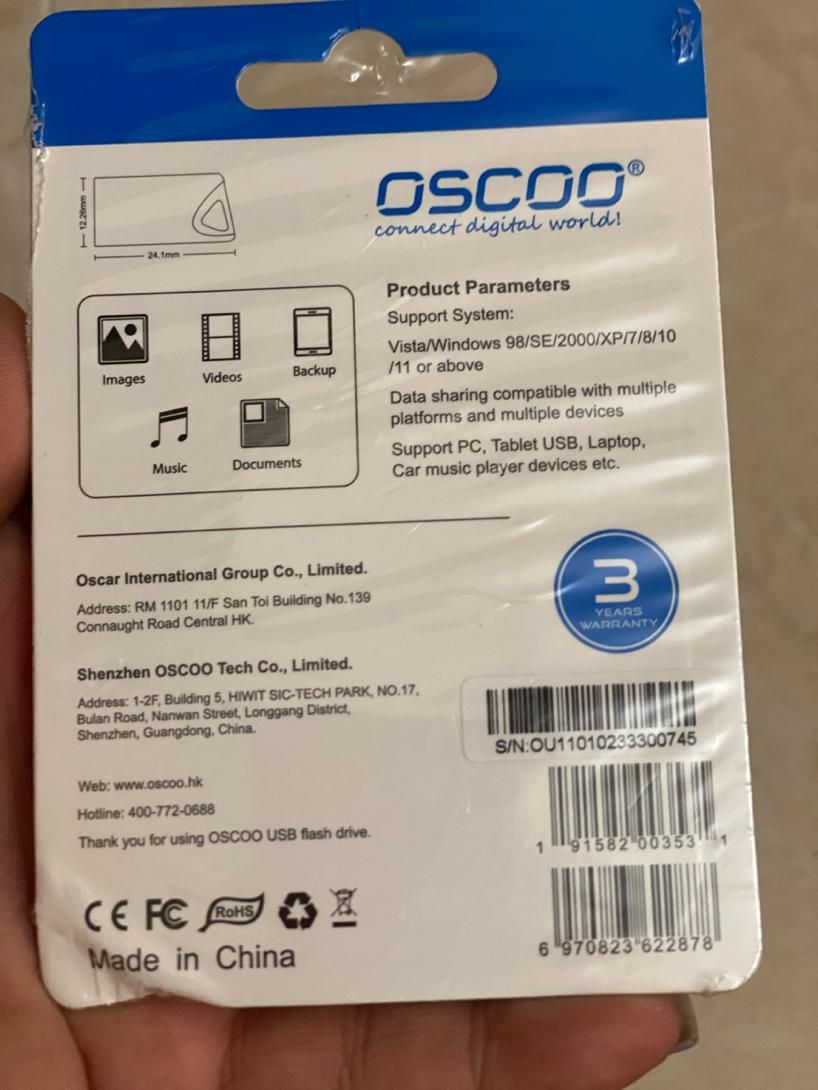 12.26mm
24.1mm
OSCOO®
connect digital world!
Images
Videos
Backup
Music
Documents
Product Parameters
Support System:
Vista/Windows 98/SE/2000/XP/7/8/10
/11 or above
Data sharing compatible with multiple
platforms and multiple devices
Support PC, Tablet USB, Laptop,
Car music player devices etc.
Oscar International Group Co., Limited.
Address: RM 1101 11/F San Toi Building No.139
Connaught Road Central HK.
Shenzhen OSCOO Tech Co., Limited.
Address: 1-2F, Building 5, HIWIT SIC-TECH PARK, NO.17,
Bulan Road, Nanwan Street, Longgang District,
Shenzhen, Guangdong, China.
Web: www.oscoo.hk
Hotline: 400-772-0688
Thank you for using OSCOO USB flash drive.
3
YEARS
WARRANTY
S/N:OU11010233300745
1 91582 00353 1
6 970823 622878
CE FC RoHS
Made in China